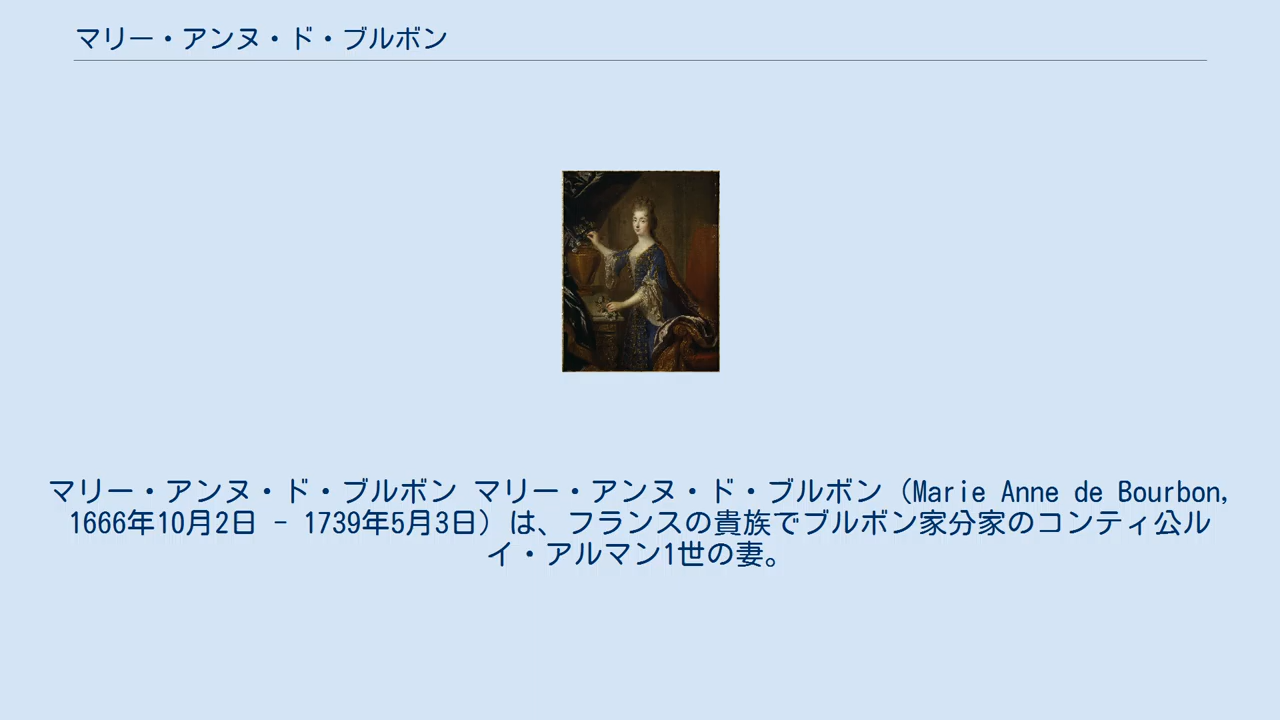 マリー・アンヌ・ド・ブルボン
マリー・アンヌ・ド・ブルボン マリー・アンヌ・ド・ブルボン（Marie Anne de Bourbon,
1666年10月2日 - 1739年5月3日）は、フランスの貴族でブルボン家分家のコンティ公ル
イ・アルマン1世の妻。